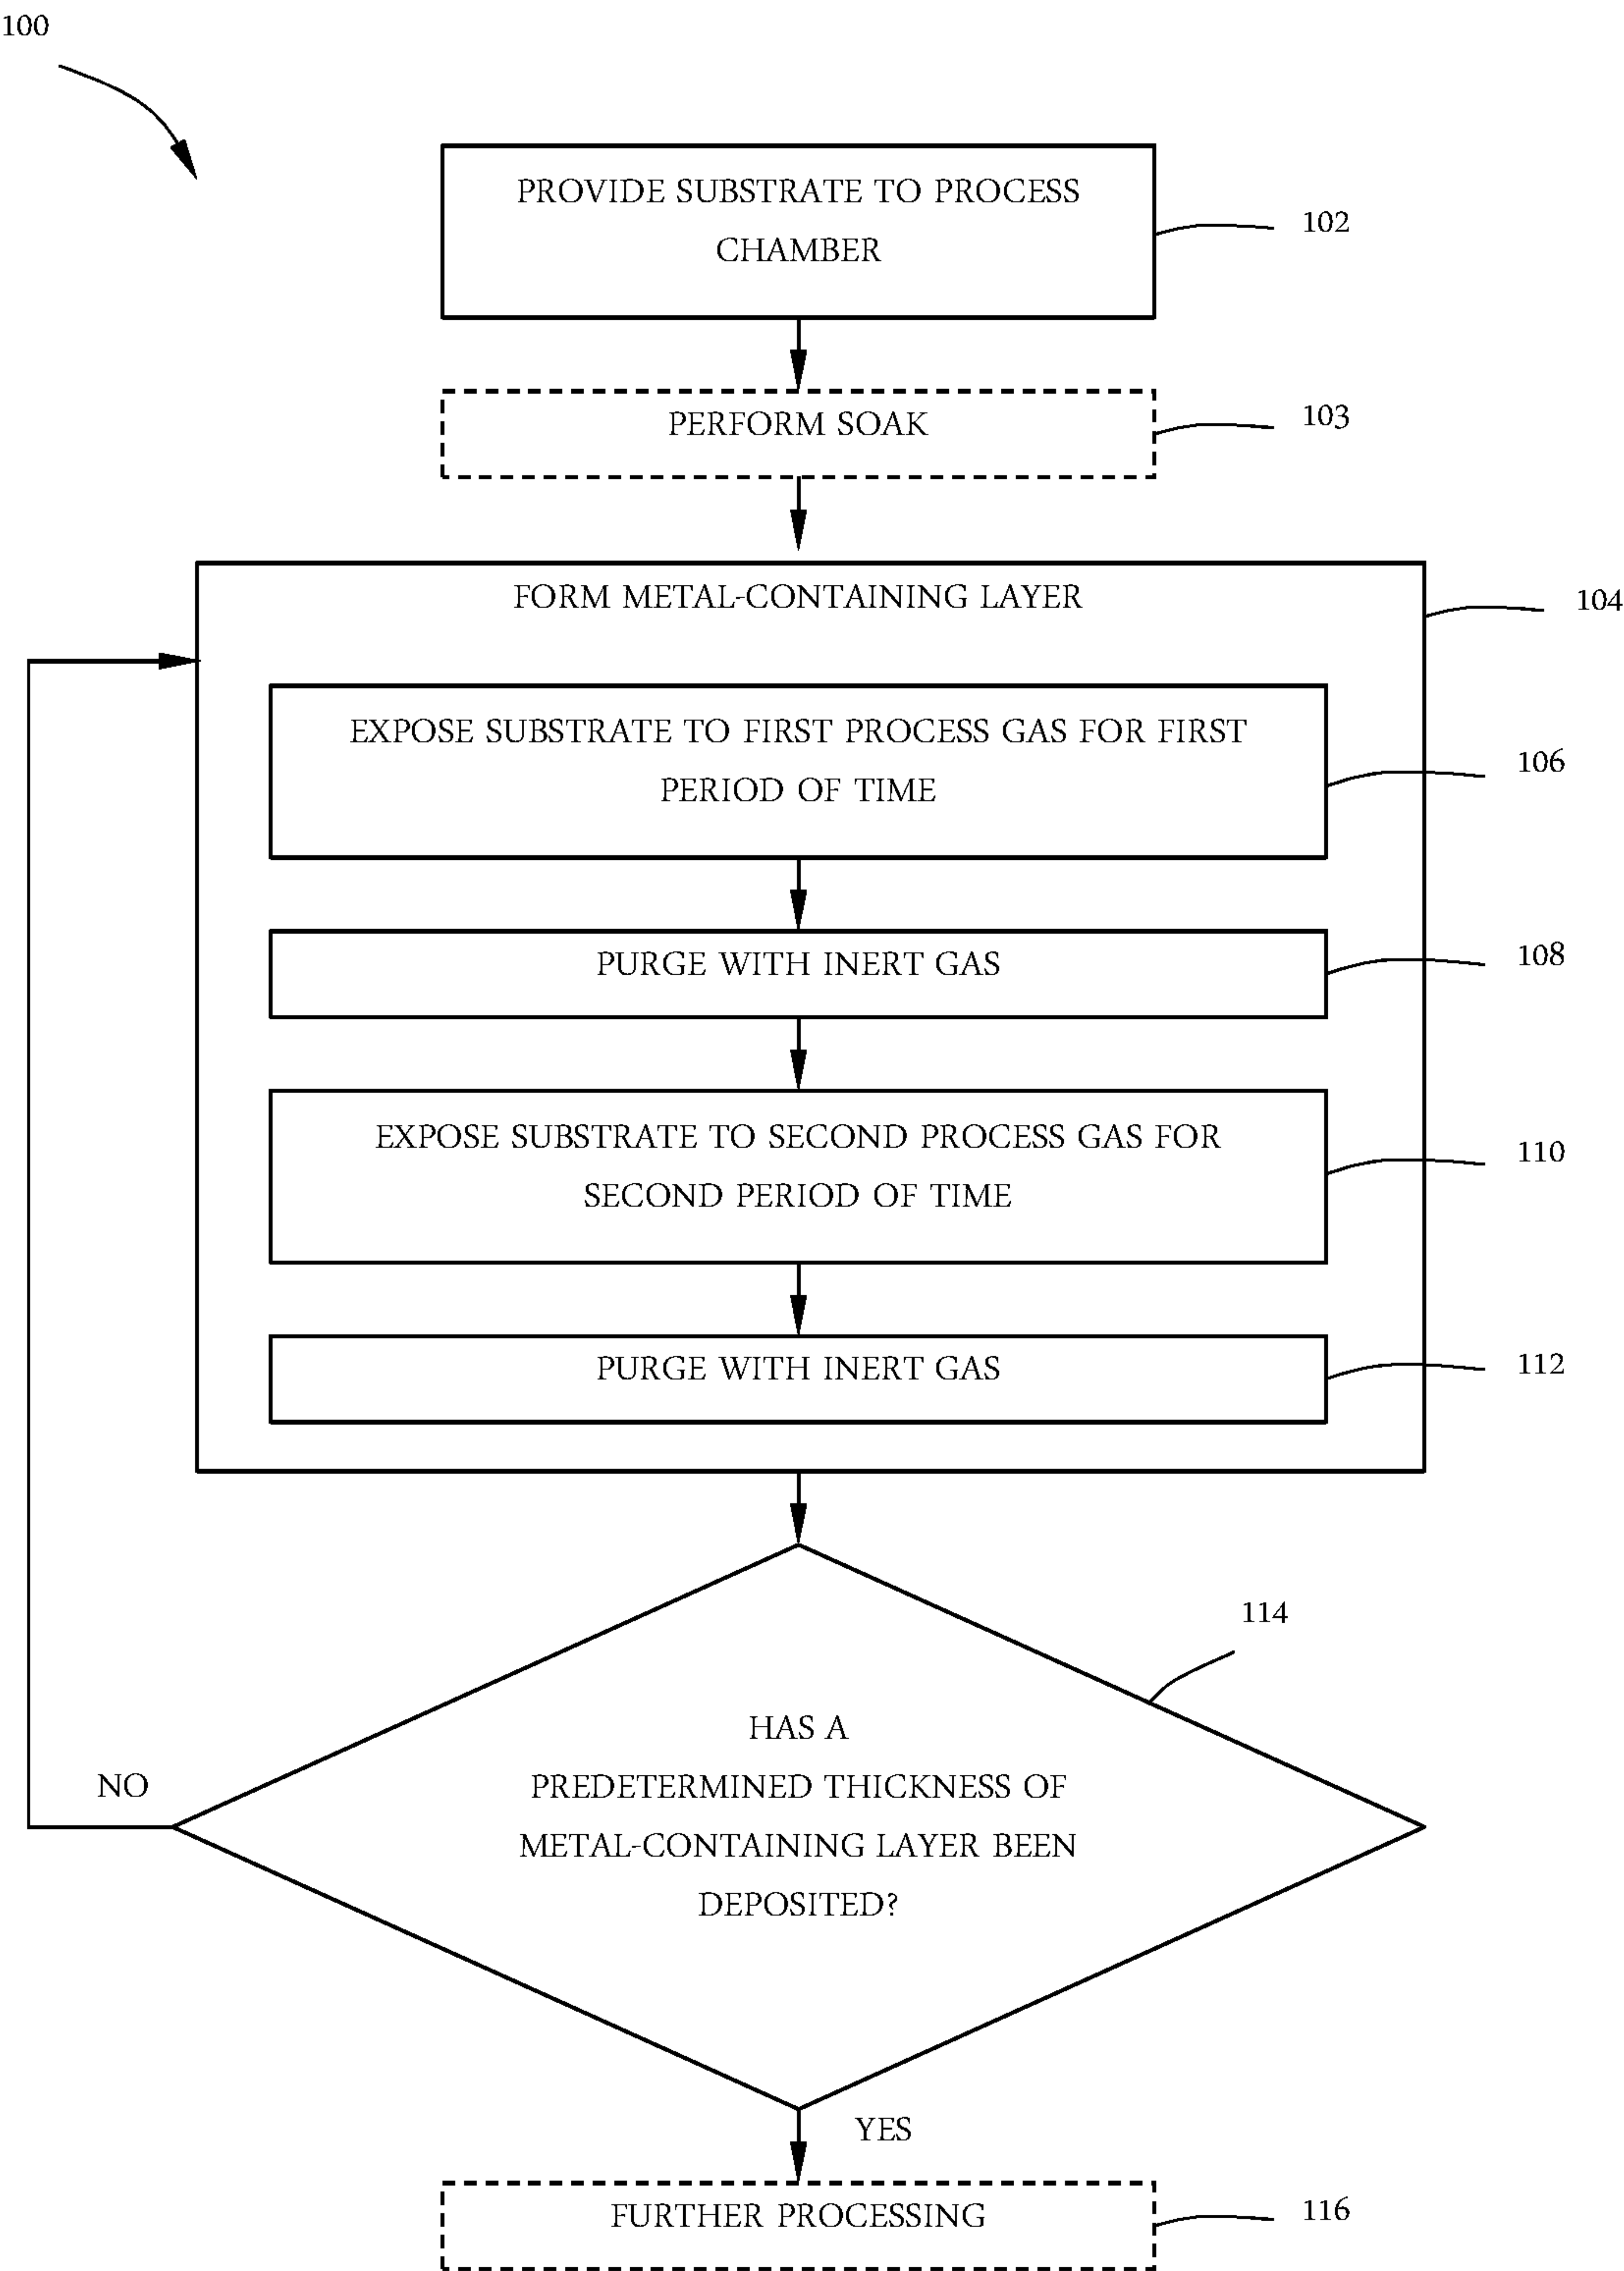 100
PROVIDE SUBSTRATE TO PROCESS
CHAMBER
102
PERFORM SOAK
103
FORM METAL-CONTAINING LAYER
104
EXPOSE SUBSTRATE TO FIRST PROCESS GAS FOR FIRST
PERIOD OF TIME
106
PURGE WITH INERT GAS
108
EXPOSE SUBSTRATE TO SECOND PROCESS GAS FOR
SECOND PERIOD OF TIME
110
PURGE WITH INERT GAS
112
114
HAS A
PREDETERMINED THICKNESS OF
METAL-CONTAINING LAYER BEEN
DEPOSITED?
NO
YES
FURTHER PROCESSING
116